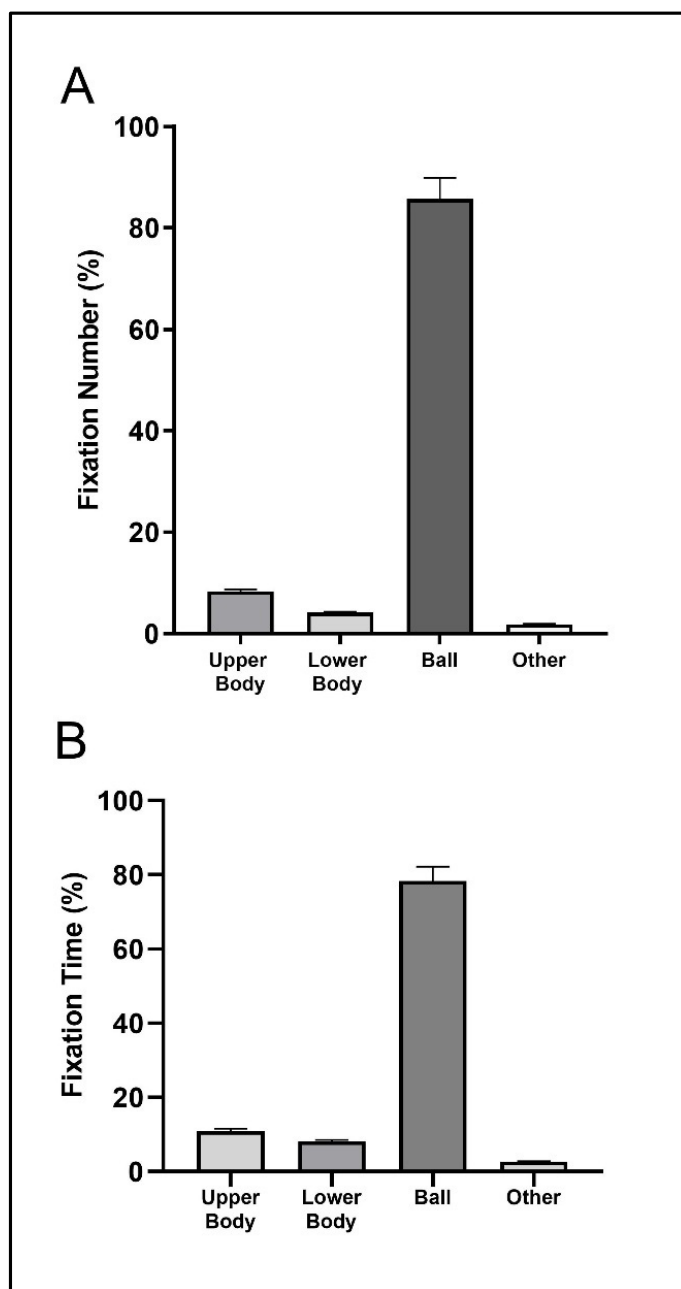 A
100
80
60
40
20
0
Fixation Number (%)
Upper Body
Lower Body
Ball
Other
B
100
80
60
40
20
0
Fixation Time (%)
Upper Body
Lower Body
Ball
Other